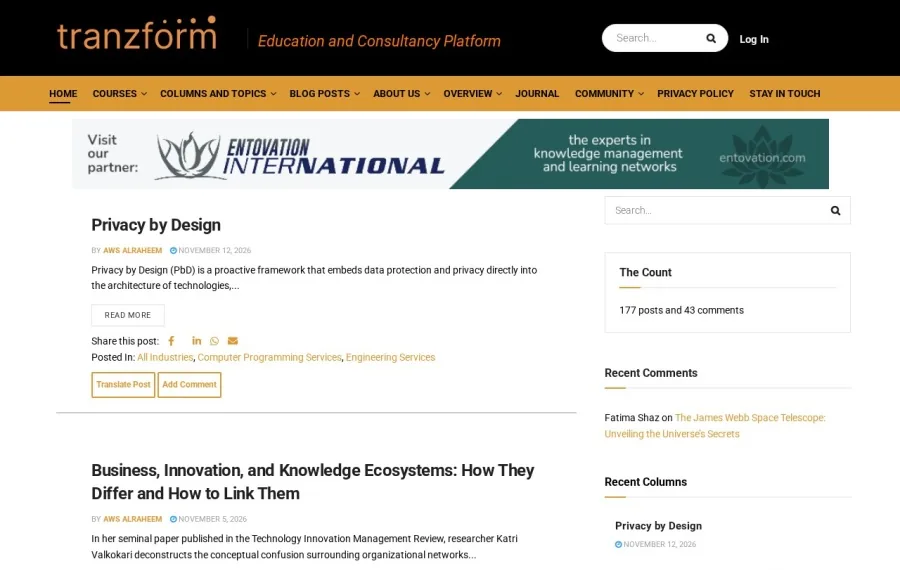 tranzförm
Education and Consultancy Platform
Search...
Log In
HOME COURSES COLUMNS AND TOPICS BLOG POSTS ABOUT US OVERVIEW JOURNAL COMMUNITY PRIVACY POLICY STAY IN TOUCH
Visit
our
partner:
ENTOVATION
INTERNATIONAL
the experts in
knowledge management
and learning networks
entovation.com
Privacy by Design
BY AWS ALRAHEEM NOVEMBER 12, 2026
Privacy by Design (PbD) is a proactive framework that embeds data protection and privacy directly into
the architecture of technologies,...
READ MORE
Share this post:
Posted In: All Industries, Computer Programming Services, Engineering Services
Translate Post Add Comment
Business, Innovation, and Knowledge Ecosystems: How They
Differ and How to Link Them
BY AWS ALRAHEEM NOVEMBER 5, 2026
In her seminal paper published in the Technology Innovation Management Review, researcher Katri
Valkokari deconstructs the conceptual confusion surrounding organizational networks...
Search...
The Count
177 posts and 43 comments
Recent Comments
Fatima Shaz on The James Webb Space Telescope:
Unveiling the Universe's Secrets
Recent Columns
Privacy by Design
NOVEMBER 12, 2026